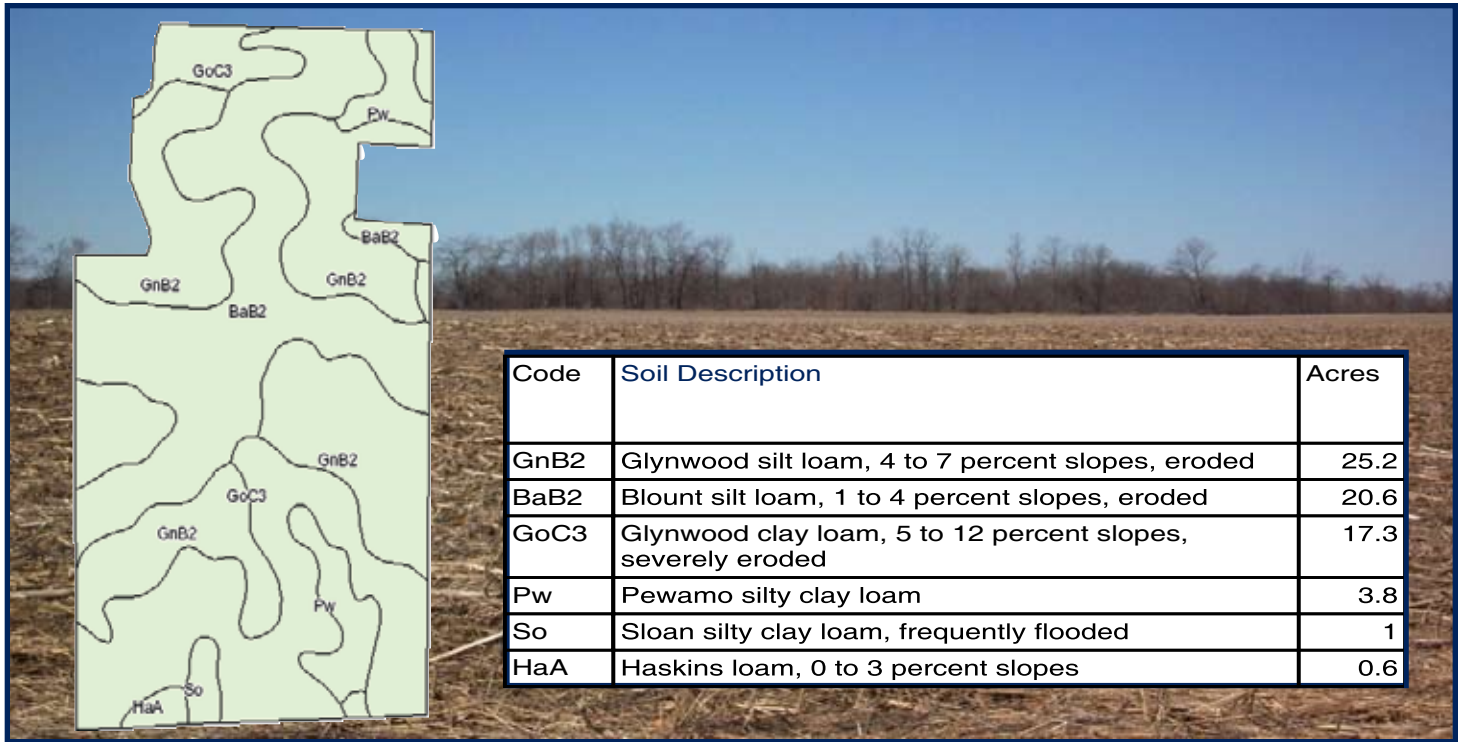 GoC3
Pw
BaB2
GnB2
GnB2
BaB2
GnB2
GoC3
GnB2
Pw
So
HaA
Code Soil Description Acres
GnB2 Glynwood silt loam, 4 to 7 percent slopes, eroded 25.2
BaB2 Blount silt loam, 1 to 4 percent slopes, eroded 20.6
GoC3 Glynwood clay loam, 5 to 12 percent slopes, 17.3
severely eroded
Pw Pewamo silty clay loam 3.8
So Sloan silty clay loam, frequently flooded 1
HaA Haskins loam, 0 to 3 percent slopes 0.6